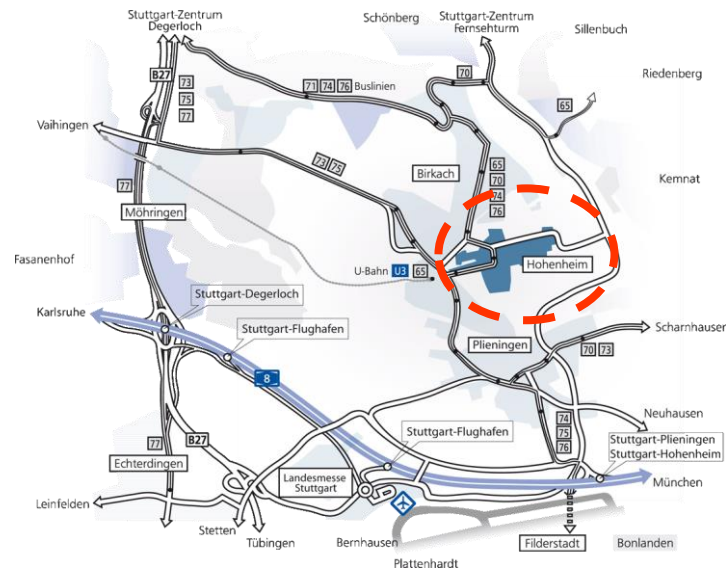 Stuttgart-Zentrum
Degerloch
Schönberg
Stuttgart-Zentrum
Fernsehturm
Sillenbuch
B27
73
75
77
71 74 76 Buslinien
70
Riedenberg
65
Vaihingen
73 75
Birkach
65
70
74
76
Kemnat
77
Möhringen
Fasanenhof
U-Bahn U3 65
Hohenheim
Stuttgart-Degerloch
Karlsruhe
Stuttgart-Flughafen
Scharnhausen
Plieningen
70 73
8
Neuhausen
74
75
76
77
B27
Stuttgart-Flughafen
Stuttgart-Plieningen
Stuttgart-Hohenheim
Echterdingen
Landesmesse
Stuttgart
München
Leinfelden
Stetten
Tübingen
Bernhausen
Filderstadt
Bonlanden
Plattenhardt